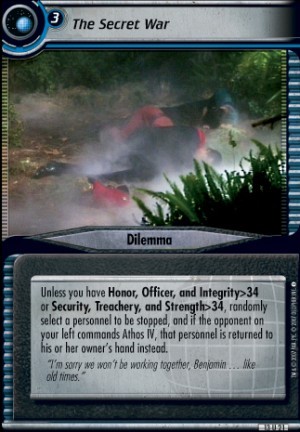 3
The Secret War
Dilemma
Unless you have Honor, Officer, and Integrity>34
or Security, Treachery, and Strength>34, randomly
select a personnel to be stopped, and if the opponent on
your left commands Athos IV, that personnel is returned to
his or her owner's hand instead.
"I'm sorry we won't be working together, Benjamin . . . like
old times."